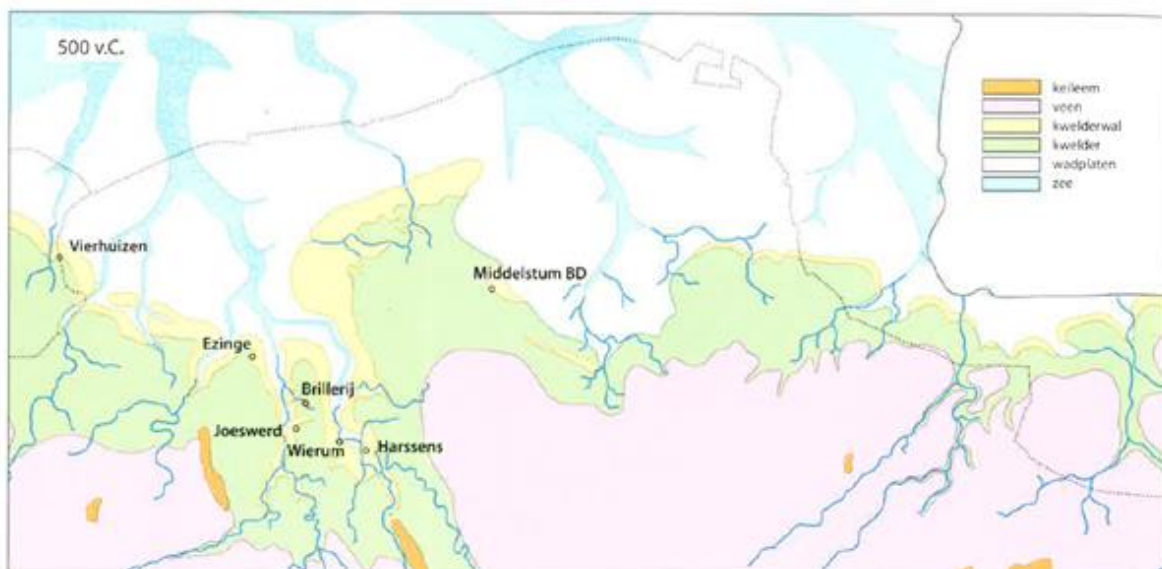 500 v.C.
keileem
veen
kwelderwal
kwelder
wadplaten
zee
Vierhuizen
Middelstum BD
Ezinge
Brillerij
Joeswerd
Wierum
Harssens